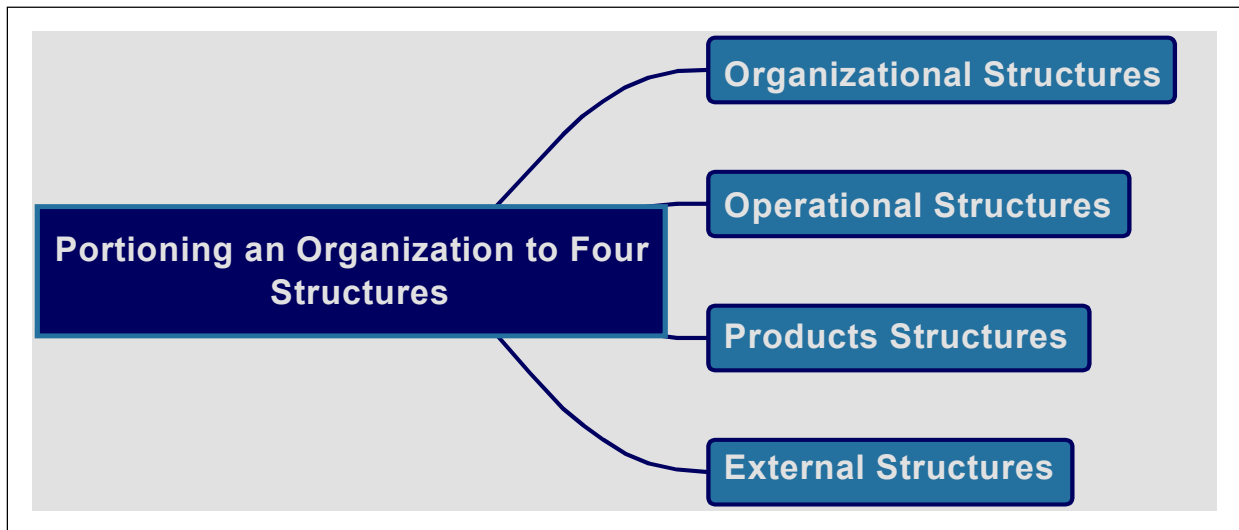 Organizational Structures
Operational Structures
Portioning an Organization to Four
Structures
Products Structures
External Structures